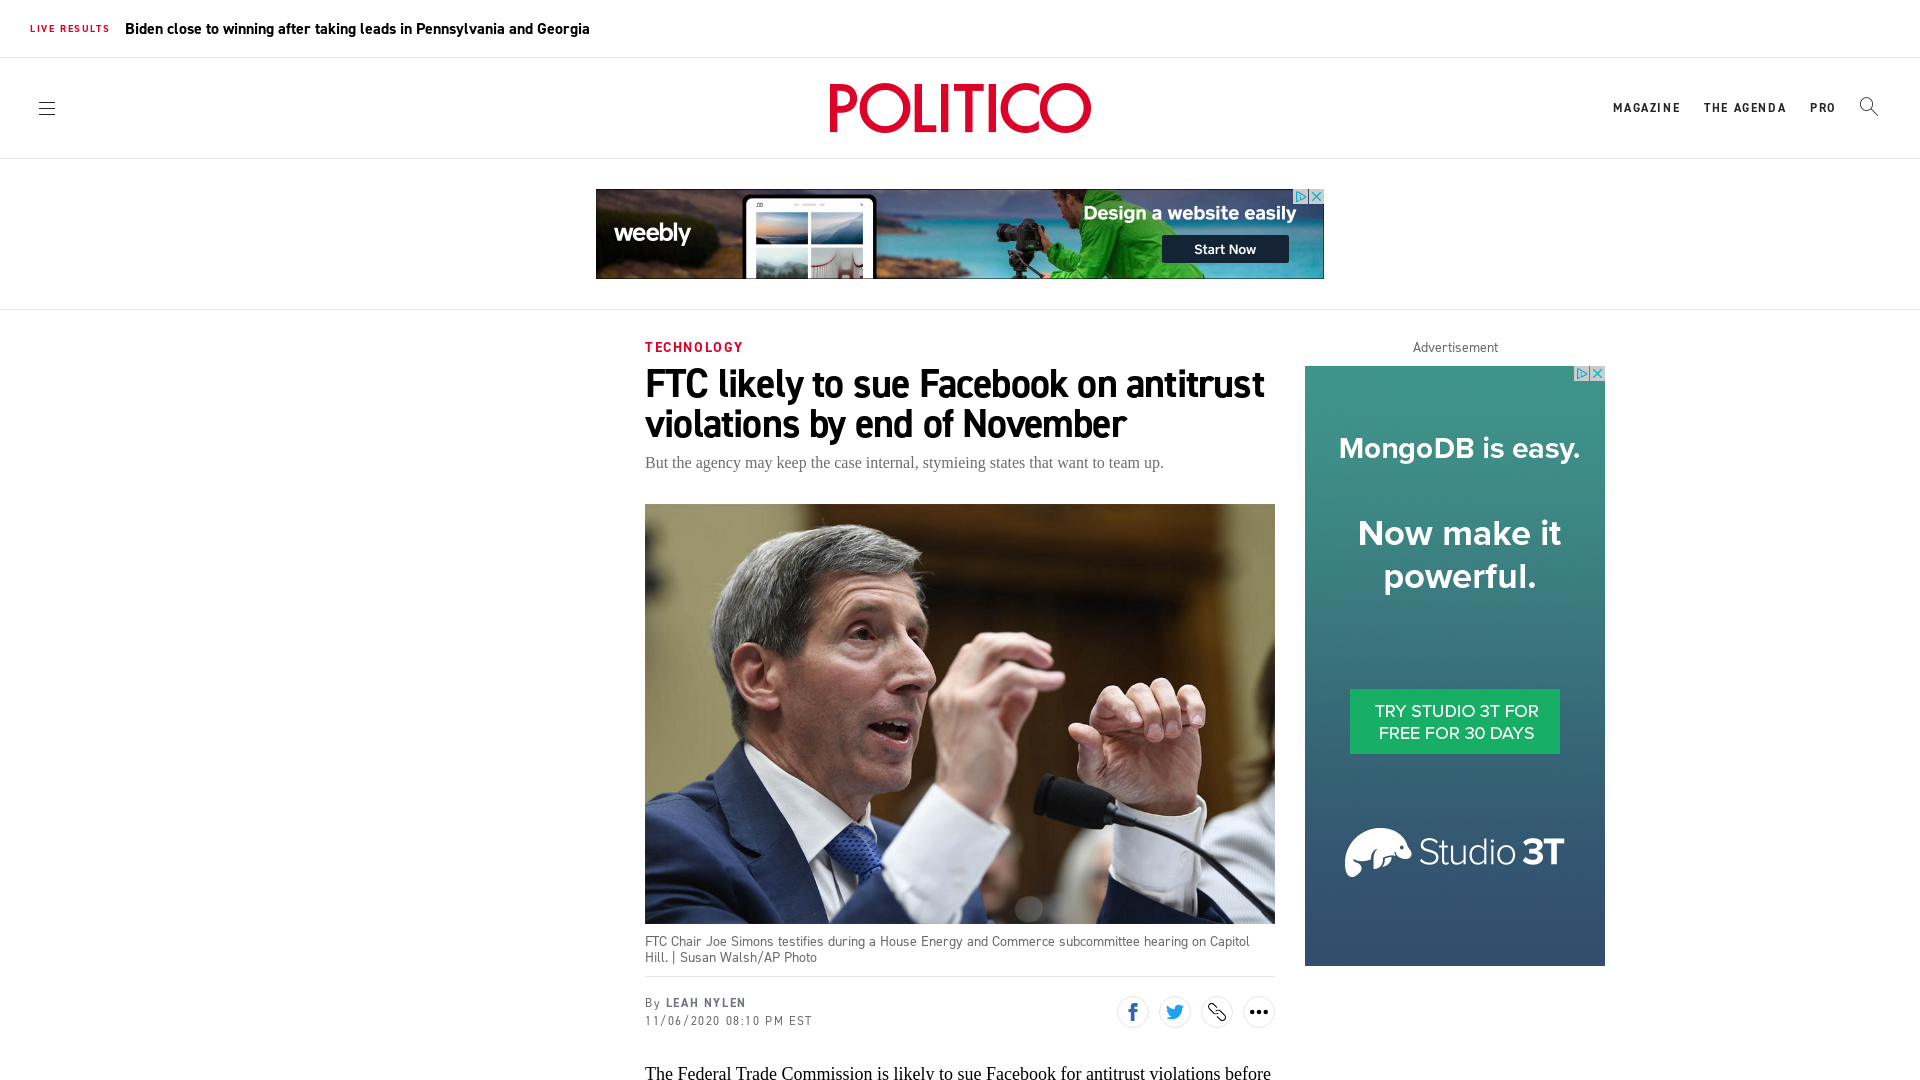 LIVE RESULTS Biden close to winning after taking leads in Pennsylvania and Georgia
POLITICO
MAGAZINE THE AGENDA PRO
weebly
Design a website easily
Start Now
TECHNOLOGY
FTC likely to sue Facebook on antitrust
violations by end of November
But the agency may keep the case internal, stymieing states that want to team up.
FTC Chair Joe Simons testifies during a House Energy and Commerce subcommittee hearing on Capitol
Hill. | Susan Walsh/AP Photo
By LEAH NYLEN
11/06/2020 08:10 PM EST
The Federal Trade Commission is likely to sue Facebook for antitrust violations before
Advertisement
MongoDB is easy.
Now make it
powerful.
TRY STUDIO 3T FOR
FREE FOR 30 DAYS
Studio 3T